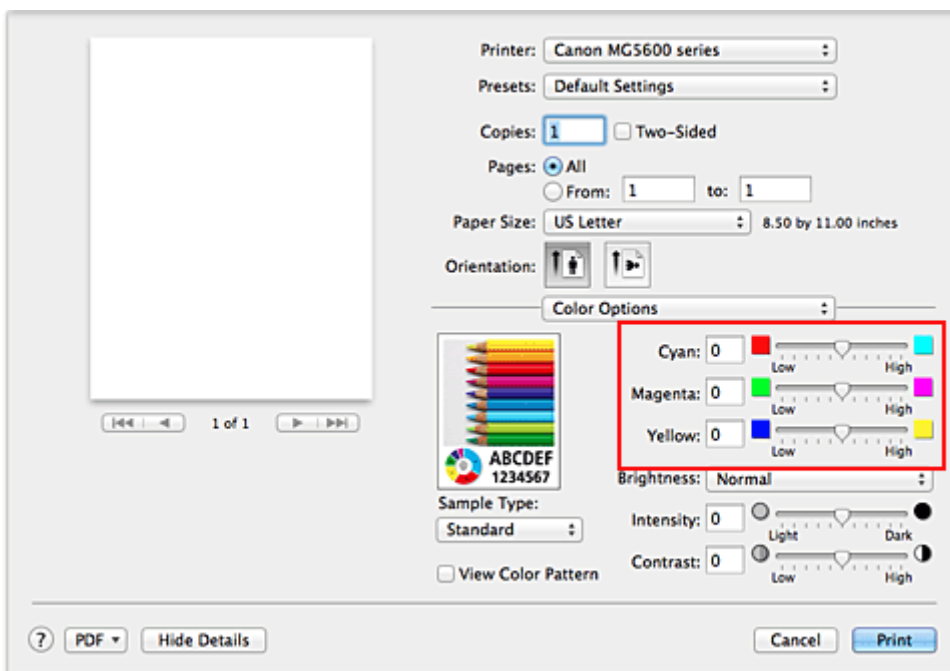 Printer: Canon MG5600 series
Presets: Default Settings
Copies: 1 Two-Sided
Pages: All
From: 1 to: 1
Paper Size: US Letter 8.50 by 11.00 inches
Orientation:
Color Options
Cyan: 0
Low High
Magenta: 0
Low High
Yellow: 0
Low High
1 of 1
ABCDEF
1234567
Brightness: Normal
Sample Type:
Standard
Intensity: 0
Light Dark
Contrast: 0
Low High
View Color Pattern
? PDF Hide Details Cancel Print